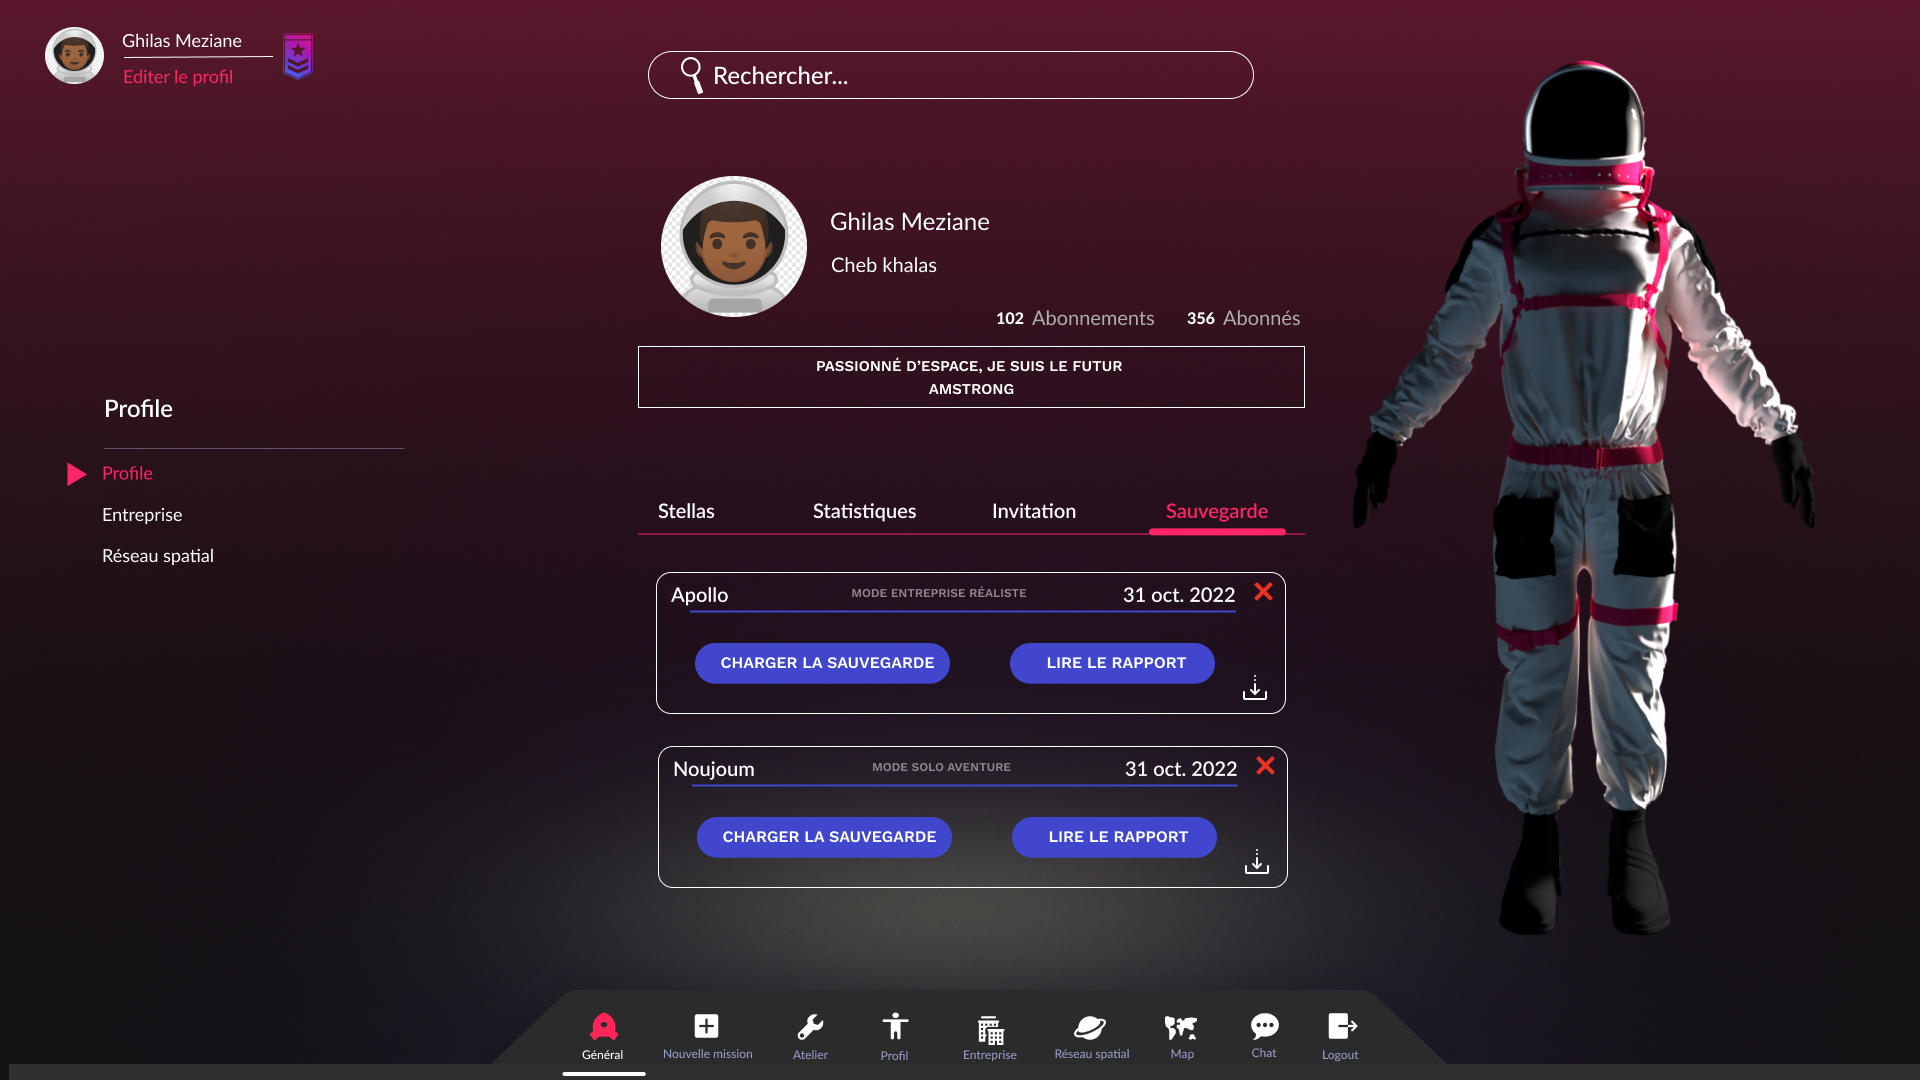 Ghilas Meziane
Editer le profil
Rechercher...
Ghilas Meziane
Cheb khalas
102 Abonnements 356 Abonnés
PASSIONNÉ D'ESPACE, JE SUIS LE FUTUR
AMSTRONG
Profile
Profile
Entreprise
Réseau spatial
Stellas Statistiques Invitation Sauvegarde
Apollo MODE ENTREPRISE RÉALISTE 31 oct. 2022
CHARGER LA SAUVEGARDE LIRE LE RAPPORT
Noujoum MODE SOLO AVENTURE 31 oct. 2022
CHARGER LA SAUVEGARDE LIRE LE RAPPORT
Général Nouvelle mission Atelier Profil Entreprise Réseau spatial Map Chat Logout